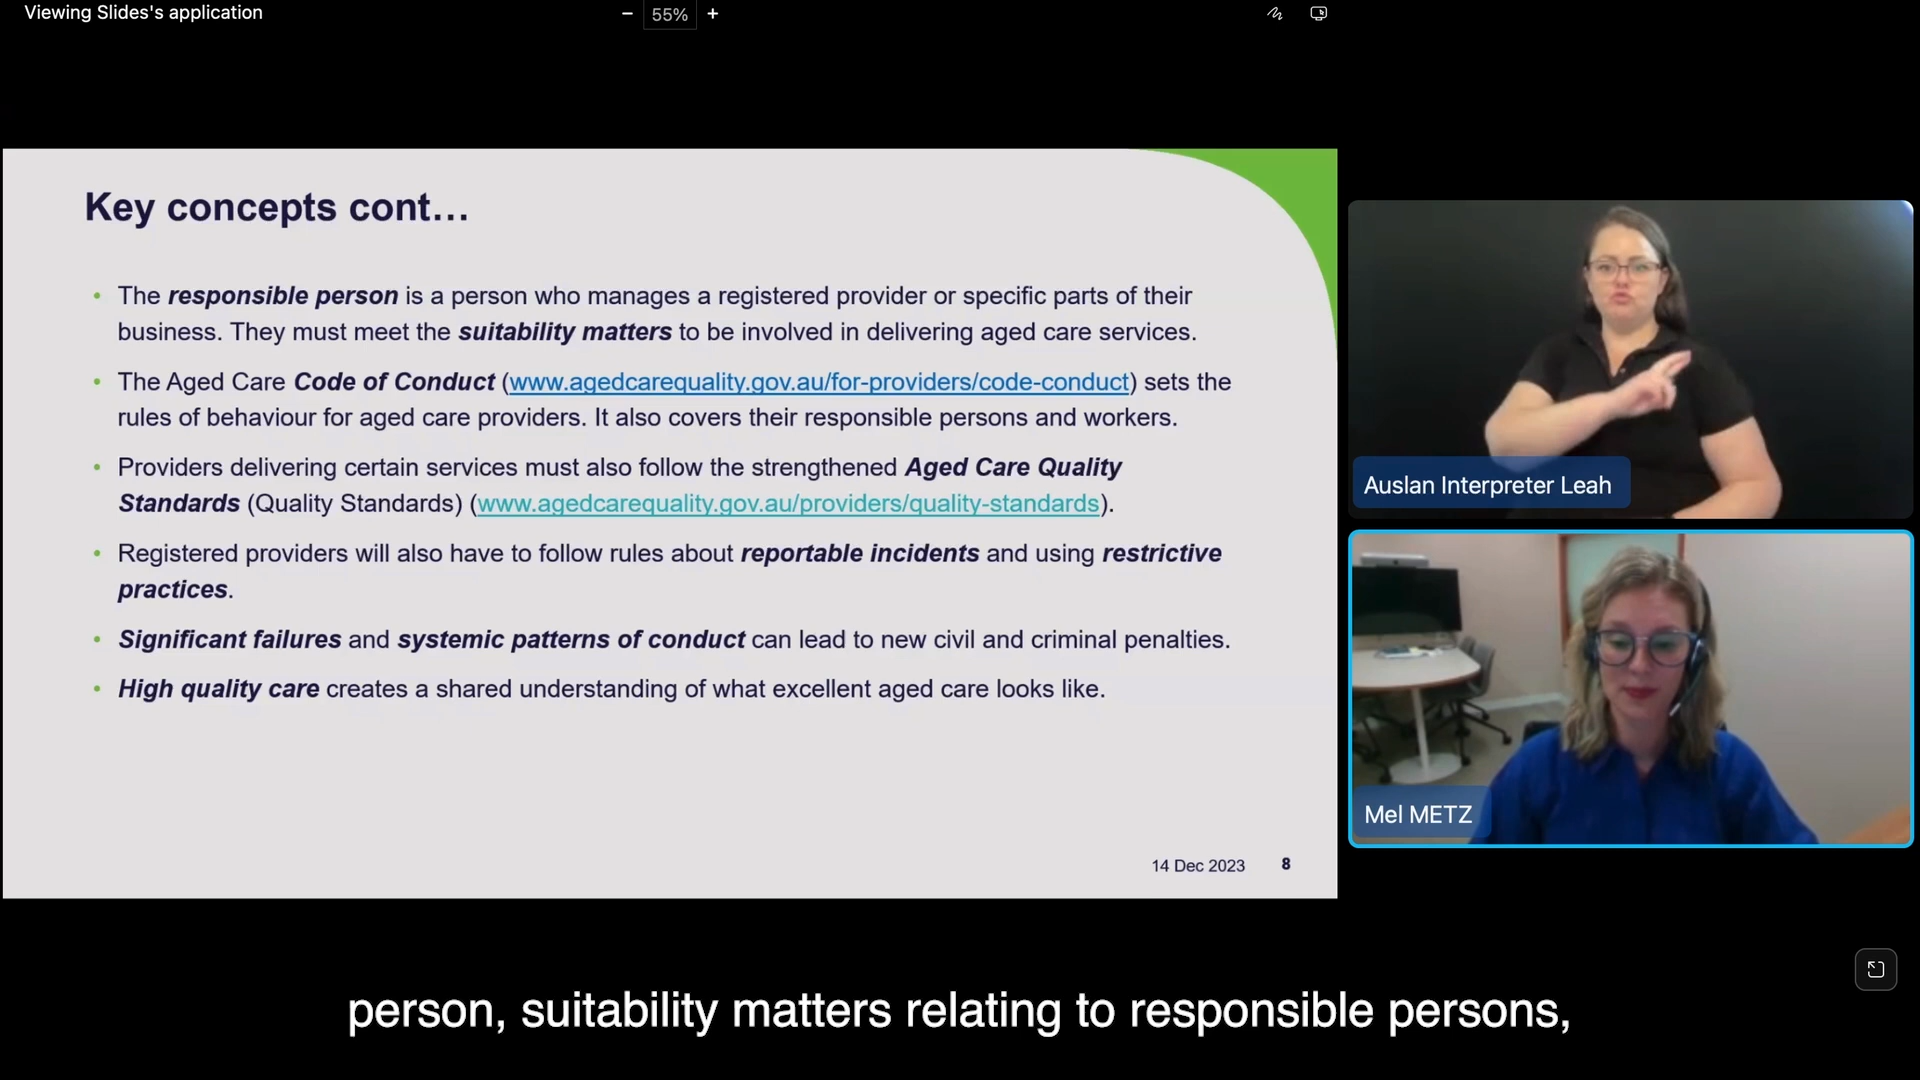 Viewing Slides's application
− 55% +
Key concepts cont…
• The responsible person is a person who manages a registered provider or specific parts of their
business. They must meet the suitability matters to be involved in delivering aged care services.
• The Aged Care Code of Conduct (www.agedcarequality.gov.au/for-providers/code-conduct) sets the
rules of behaviour for aged care providers. It also covers their responsible persons and workers.
• Providers delivering certain services must also follow the strengthened Aged Care Quality
Standards (Quality Standards) (www.agedcarequality.gov.au/providers/quality-standards).
• Registered providers will also have to follow rules about reportable incidents and using restrictive
practices.
• Significant failures and systemic patterns of conduct can lead to new civil and criminal penalties.
• High quality care creates a shared understanding of what excellent aged care looks like.
14 Dec 2023 8
Auslan Interpreter Leah
Mel METZ
person, suitability matters relating to responsible persons,